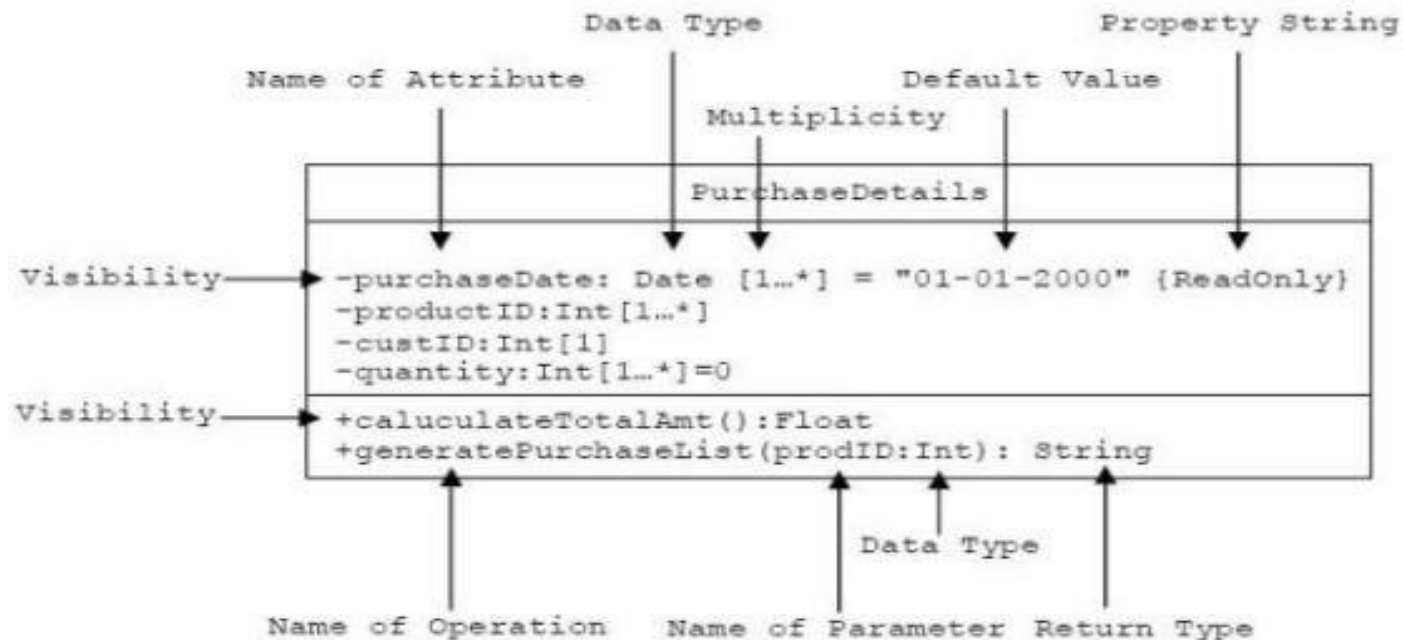 Data Type
Property String
Name of Attribute
Default Value
Multiplicity
PurchaseDetails
Visibility
-purchaseDate: Date [1…*] = "01-01-2000" {ReadOnly}
-productID:Int[1…*]
-custID:Int[1]
-quantity:Int[1…*]=0
Visibility
+caluculateTotalAmt():Float
+generatePurchaseList(prodID:Int): String
Data Type
Name of Operation
Name of Parameter
Return Type